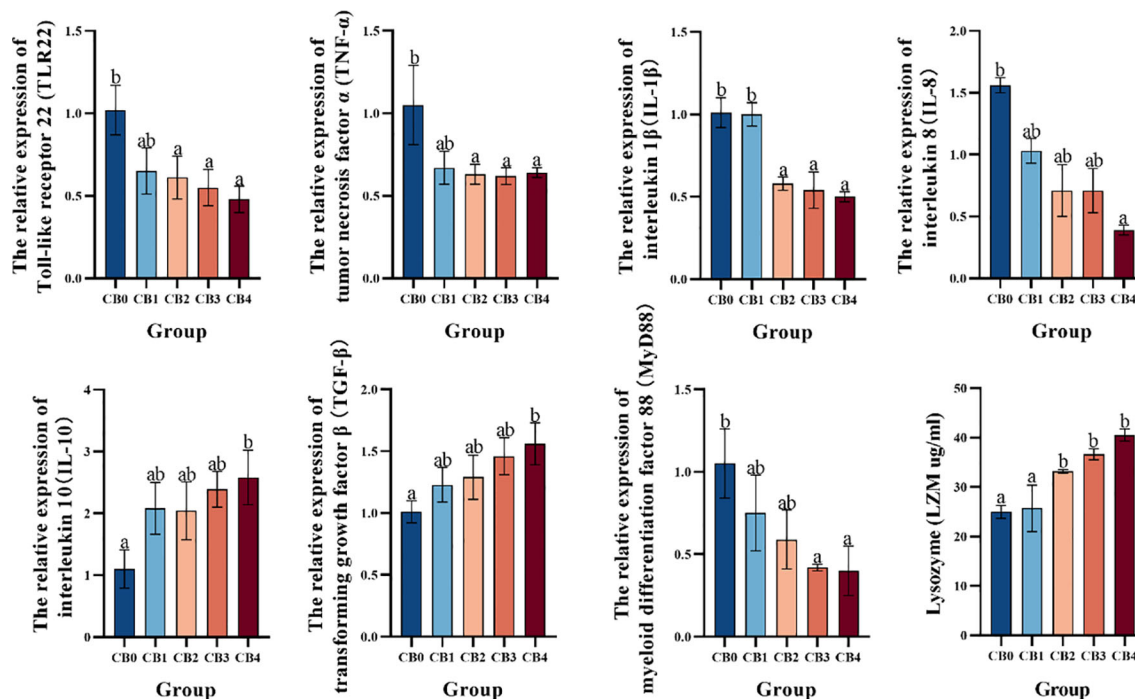 The relative expression of
Toll-like receptor 22 (TLR22)
1.5
1.0
0.5
0.0
b
ab
a
a
a
CB0 CB1 CB2 CB3 CB4
Group
The relative expression of
tumor necrosis factor α (TNF-α)
1.5
1.0
0.5
0.0
b
ab
a
a
a
CB0 CB1 CB2 CB3 CB4
Group
The relative expression of
interleukin 1β (IL-1β)
1.5
1.0
0.5
0.0
b
b
a
a
a
CB0 CB1 CB2 CB3 CB4
Group
The relative expression of
interleukin 8 (IL-8)
2.0
1.5
1.0
0.5
0.0
b
ab
ab
ab
a
CB0 CB1 CB2 CB3 CB4
Group
The relative expression of
interleukin 10 (IL-10)
4
3
2
1
0
a
ab
ab
ab
b
CB0 CB1 CB2 CB3 CB4
Group
The relative expression of
transforming growth factor β (TGF-β)
2.0
1.5
1.0
0.5
0.0
a
ab
ab
ab
b
CB0 CB1 CB2 CB3 CB4
Group
The relative expression of
myeloid differentiation factor 88 (MyD88)
1.5
1.0
0.5
0.0
b
ab
ab
a
a
CB0 CB1 CB2 CB3 CB4
Group
Lysozyme (LZM ug/ml)
50
40
30
20
10
0
a
a
b
b
b
CB0 CB1 CB2 CB3 CB4
Group